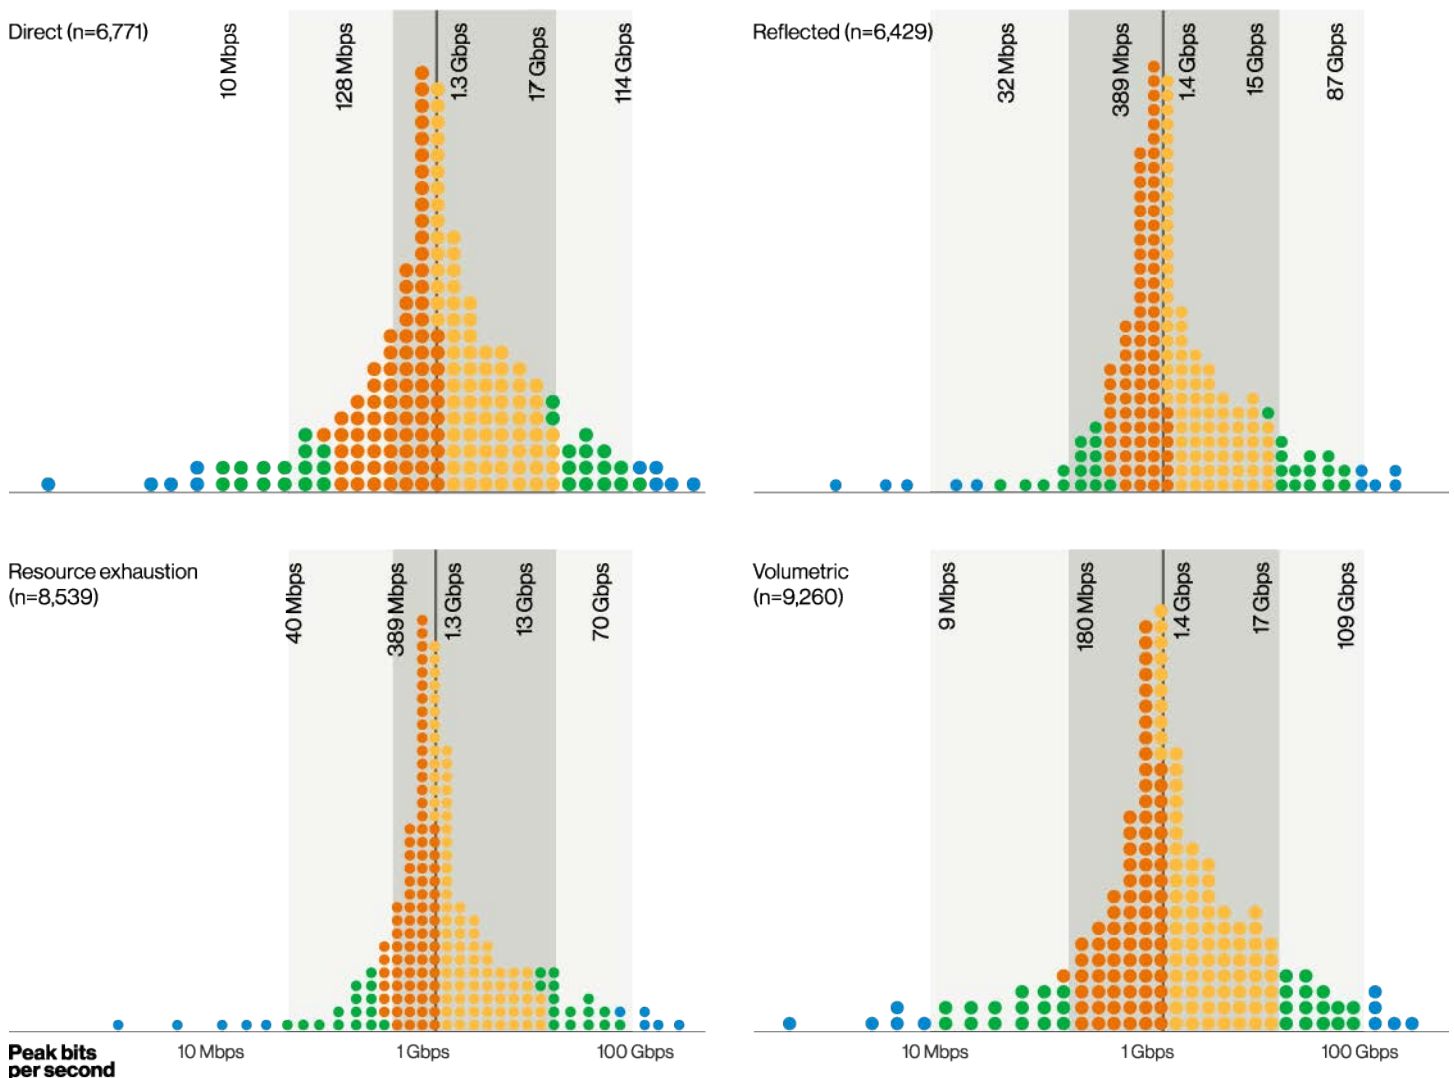 Direct (n=6,771)
10 Mbps
128 Mbps
1.3 Gbps
17 Gbps
114 Gbps
Reflected (n=6,429)
32 Mbps
389 Mbps
1.4 Gbps
15 Gbps
87 Gbps
Resource exhaustion
(n=8,539)
40 Mbps
389 Mbps
1.3 Gbps
13 Gbps
70 Gbps
Volumetric
(n=9,260)
9 Mbps
180 Mbps
1.4 Gbps
17 Gbps
109 Gbps
Peak bits
per second
10 Mbps
1 Gbps
100 Gbps
10 Mbps
1 Gbps
100 Gbps